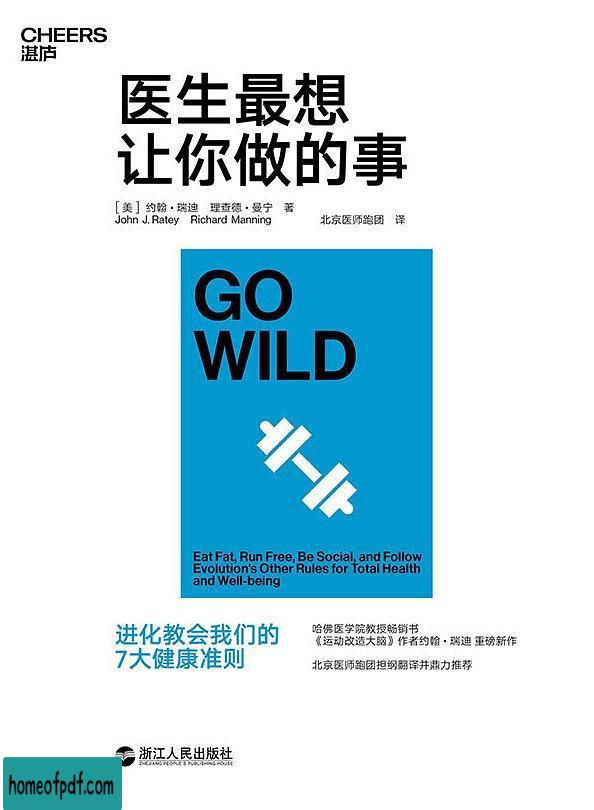 CHEERS
湛庐
医生最想
让你做的事
［美］约翰·瑞迪 理查德·曼宁 著
John J. Ratey Richard Manning
北京医师跑团 译
GO
WILD
Eat Fat, Run Free, Be Social, and Follow
Evolution's Other Rules for Total Health
and Well-being
进化教会我们的
7大健康准则
哈佛医学院教授畅销书
《运动改造大脑》作者约翰·瑞迪 重磅新作
北京医师跑团担纲翻译并鼎力推荐
浙江人民出版社
ZHEJIANG PEOPLE'S PUBLISHING HOUSE
homeofpdf.com